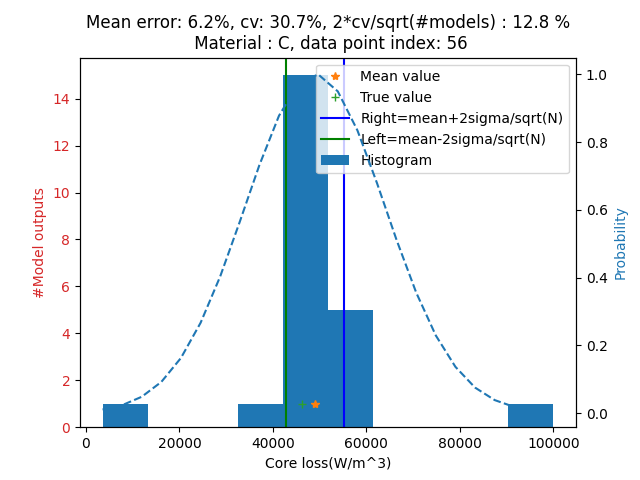 Mean error: 6.2%, cv: 30.7%, 2*cv/sqrt(#models) : 12.8 %
Material : C, data point index: 56
Mean value
True value
Right=mean+2sigma/sqrt(N)
Left=mean-2sigma/sqrt(N)
Histogram
#Model outputs
14
12
10
8
6
4
2
0
1.0
0.8
0.6
0.4
0.2
0.0
Probability
0
20000
40000
60000
80000
100000
Core loss(W/m^3)